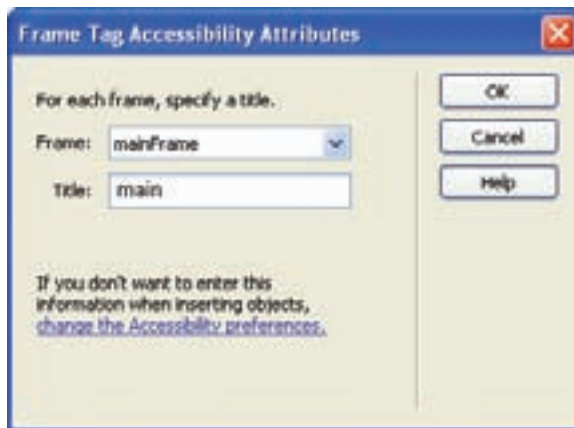 Frame Tag Accessibility Attributes
For each frame, specify a title.
Frame: mainFrame
Title: main
If you don't want to enter this
information when inserting objects,
change the Accessibility preferences.
OK
Cancel
Help